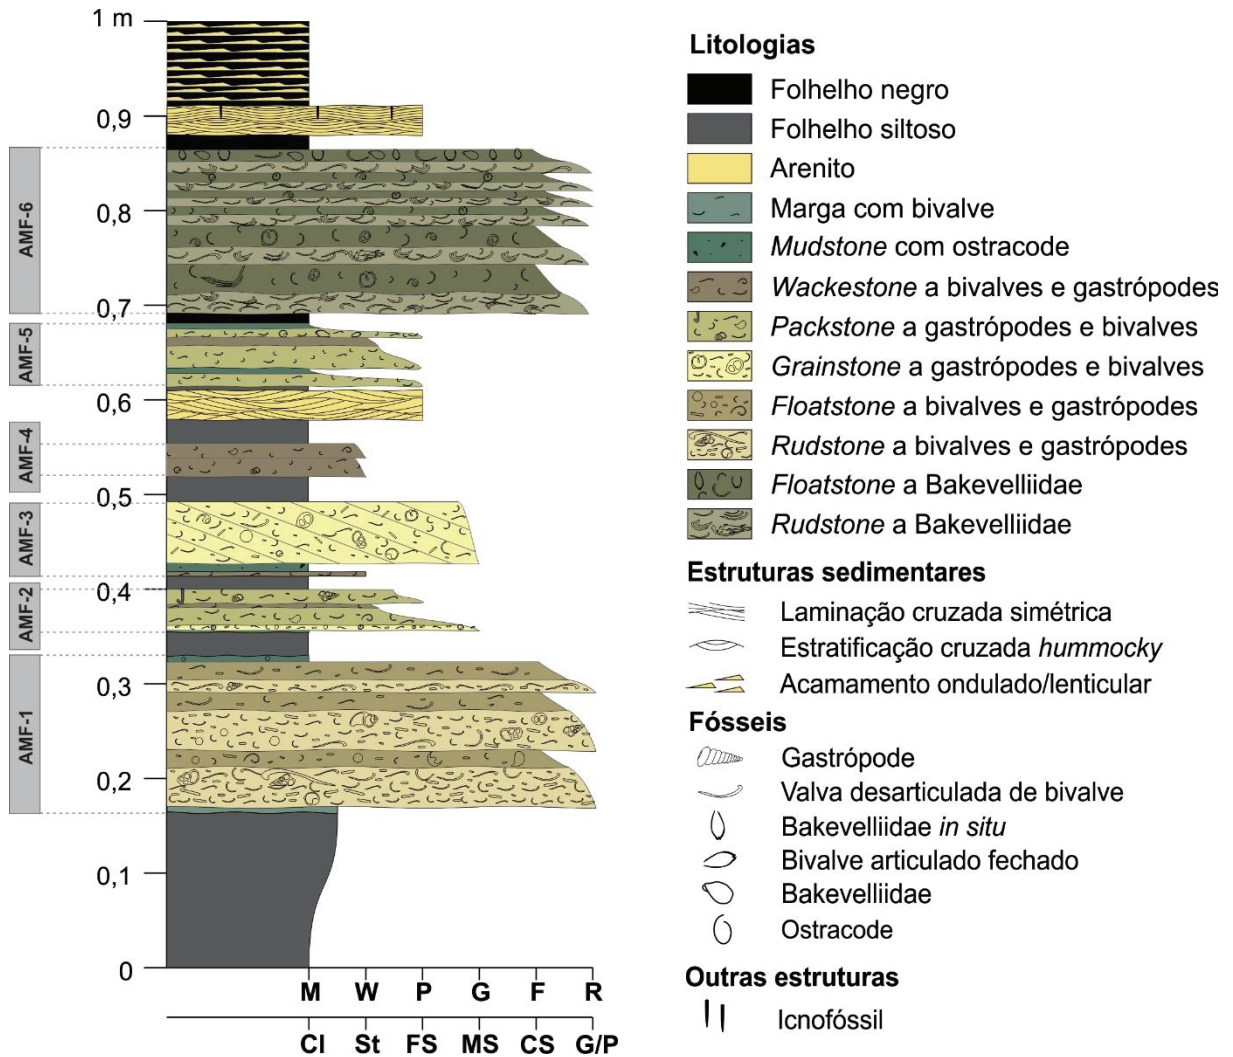 1 m
0,9
0,8
0,7
0,6
0,5
0,4
0,3
0,2
0,1
0
AMF-6
AMF-5
AMF-4
AMF-3
AMF-2
AMF-1
M W P G F R
Cl St FS MS CS G/P
Litologias
Folhelho negro
Folhelho siltoso
Arenito
Marga com bivalve
Mudstone com ostracode
Wackestone a bivalves e gastrópodes
Packstone a gastrópodes e bivalves
Grainstone a gastrópodes e bivalves
Floatstone a bivalves e gastrópodes
Rudstone a bivalves e gastrópodes
Floatstone a Bakevelliidae
Rudstone a Bakevelliidae
Estruturas sedimentares
Laminação cruzada simétrica
Estratificação cruzada hummocky
Acamamento ondulado/lenticular
Fósseis
Gastrópode
Valva desarticulada de bivalve
Bakevelliidae in situ
Bivalve articulado fechado
Bakevelliidae
Ostracode
Outras estruturas
Icnofóssil